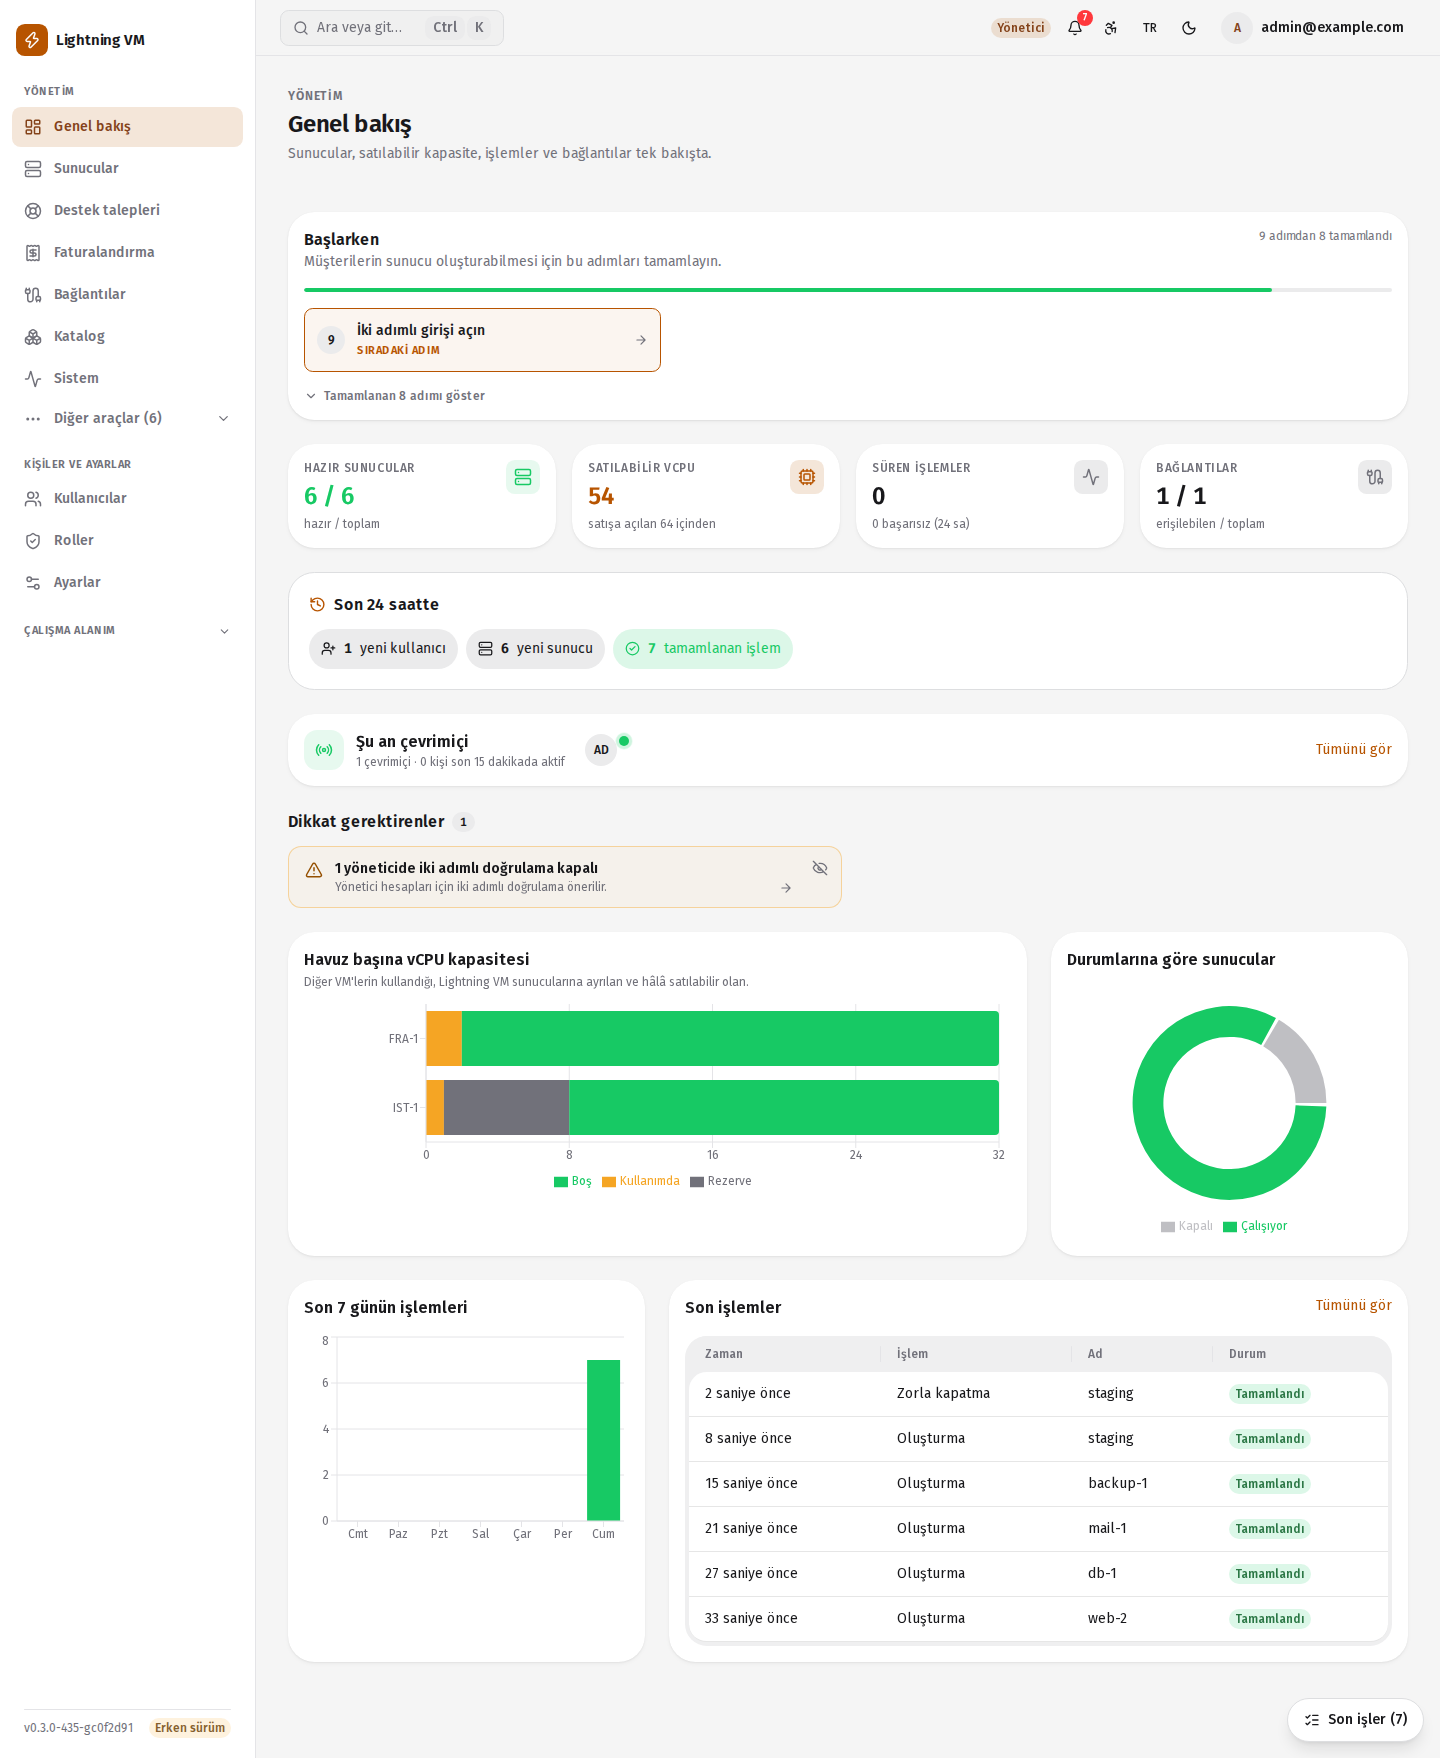 Lightning VM
YÖNETİM
Genel bakış
Sunucular
Destek talepleri
Faturalandırma
Bağlantılar
Katalog
Sistem
Diğer araçlar (6)
KİŞİLER VE AYARLAR
Kullanıcılar
Roller
Ayarlar
ÇALIŞMA ALANIM
v0.3.0-435-gc0f2d91 Erken sürüm
Ara veya git… Ctrl K
Yönetici 7 TR A admin@example.com
YÖNETİM
Genel bakış
Sunucular, satılabilir kapasite, işlemler ve bağlantılar tek bakışta.
Başlarken 9 adımdan 8 tamamlandı
Müşterilerin sunucu oluşturabilmesi için bu adımları tamamlayın.
9 İki adımlı girişi açın
SIRADAKİ ADIM
Tamamlanan 8 adımı göster
HAZIR SUNUCULAR
6 / 6
hazır / toplam
SATILABİLİR VCPU
54
satışa açılan 64 içinden
SÜREN İŞLEMLER
0
0 başarısız (24 sa)
BAĞLANTILAR
1 / 1
erişilebilen / toplam
Son 24 saatte
1 yeni kullanıcı 6 yeni sunucu 7 tamamlanan işlem
Şu an çevrimiçi
1 çevrimiçi · 0 kişi son 15 dakikada aktif
AD
Tümünü gör
Dikkat gerektirenler 1
1 yöneticide iki adımlı doğrulama kapalı
Yönetici hesapları için iki adımlı doğrulama önerilir.
Havuz başına vCPU kapasitesi
Diğer VM'lerin kullandığı, Lightning VM sunucularına ayrılan ve hâlâ satılabilir olan.
FRA-1
IST-1
0 8 16 24 32
Boş Kullanımda Rezerve
Durumlarına göre sunucular
Kapalı Çalışıyor
Son 7 günün işlemleri
8
6
4
2
0
Cmt Paz Pzt Sal Çar Per Cum
Son işlemler Tümünü gör
Zaman İşlem Ad Durum
2 saniye önce Zorla kapatma staging Tamamlandı
8 saniye önce Oluşturma staging Tamamlandı
15 saniye önce Oluşturma backup-1 Tamamlandı
21 saniye önce Oluşturma mail-1 Tamamlandı
27 saniye önce Oluşturma db-1 Tamamlandı
33 saniye önce Oluşturma web-2 Tamamlandı
Son işler (7)